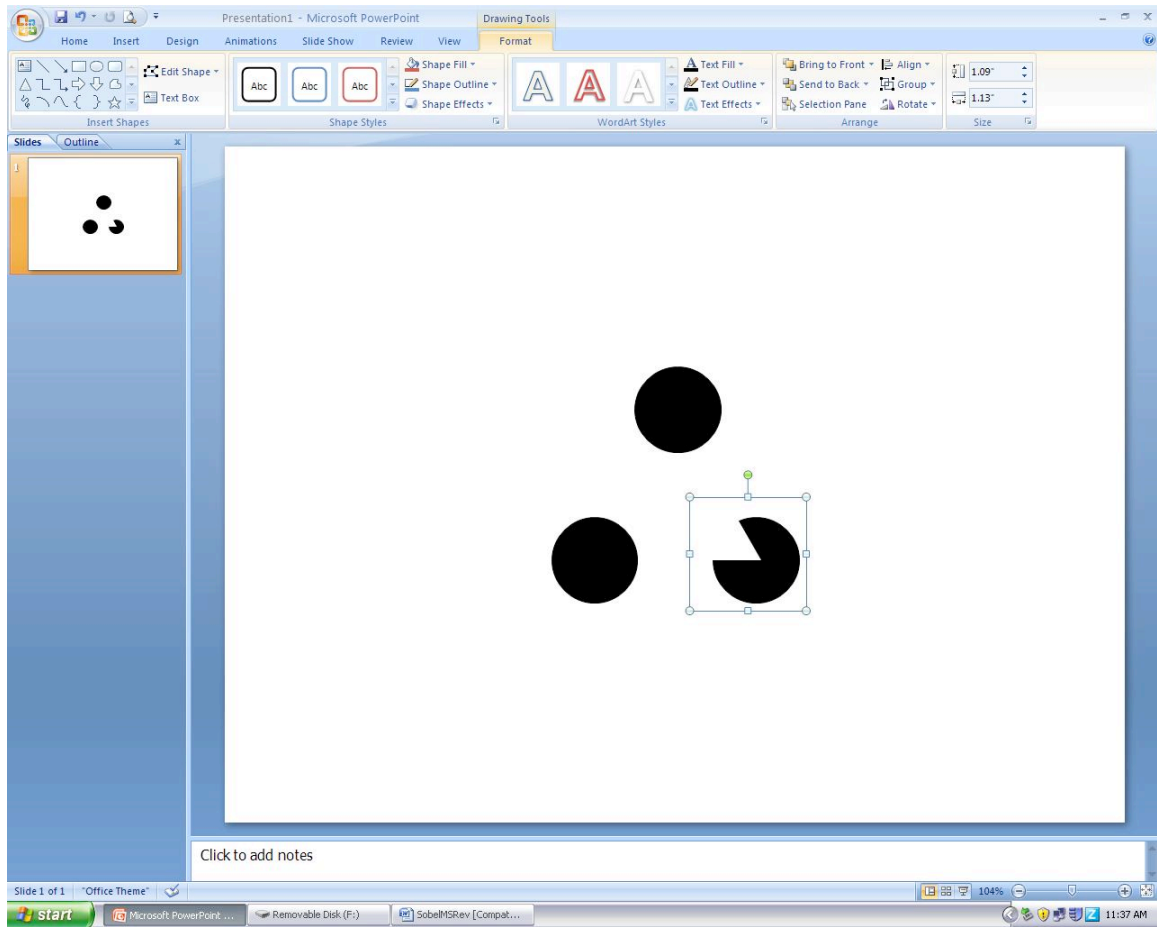 Presentation1 - Microsoft PowerPoint
Drawing Tools
Home Insert Design Animations Slide Show Review View Format
Edit Shape
Text Box
Insert Shapes
Abc Abc Abc
Shape Fill
Shape Outline
Shape Effects
Shape Styles
A A A
WordArt Styles
Text Fill
Text Outline
Text Effects
Bring to Front
Send to Back
Selection Pane
Align
Group
Rotate
Arrange
1.09"
1.13"
Size
Slides Outline x
1
Click to add notes
Slide 1 of 1 "Office Theme" 104%
start Microsoft PowerPoint ... Removable Disk (F:) SobelMSRev [Compat... 11:37 AM